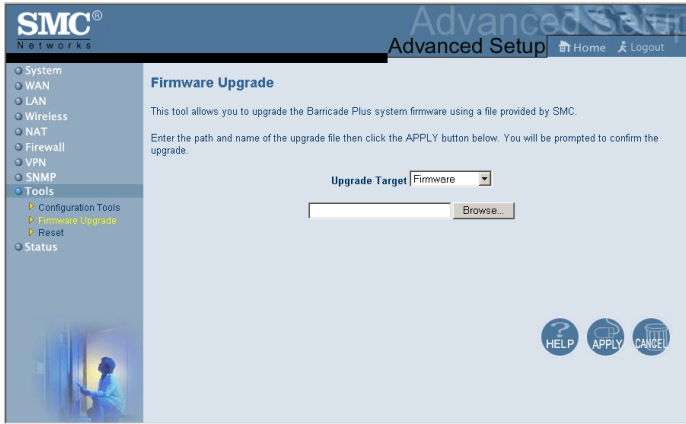 SMC®
Networks
Advanced Setup
Advanced Setup
Home
Logout
System
WAN
LAN
Wireless
NAT
Firewall
VPN
SNMP
Tools
Configuration Tools
Firmware Upgrade
Reset
Status
Firmware Upgrade
This tool allows you to upgrade the Barricade Plus system firmware using a file provided by SMC.
Enter the path and name of the upgrade file then click the APPLY button below. You will be prompted to confirm the
upgrade.
Upgrade Target Firmware
Browse...
HELP
APPLY
CANCEL